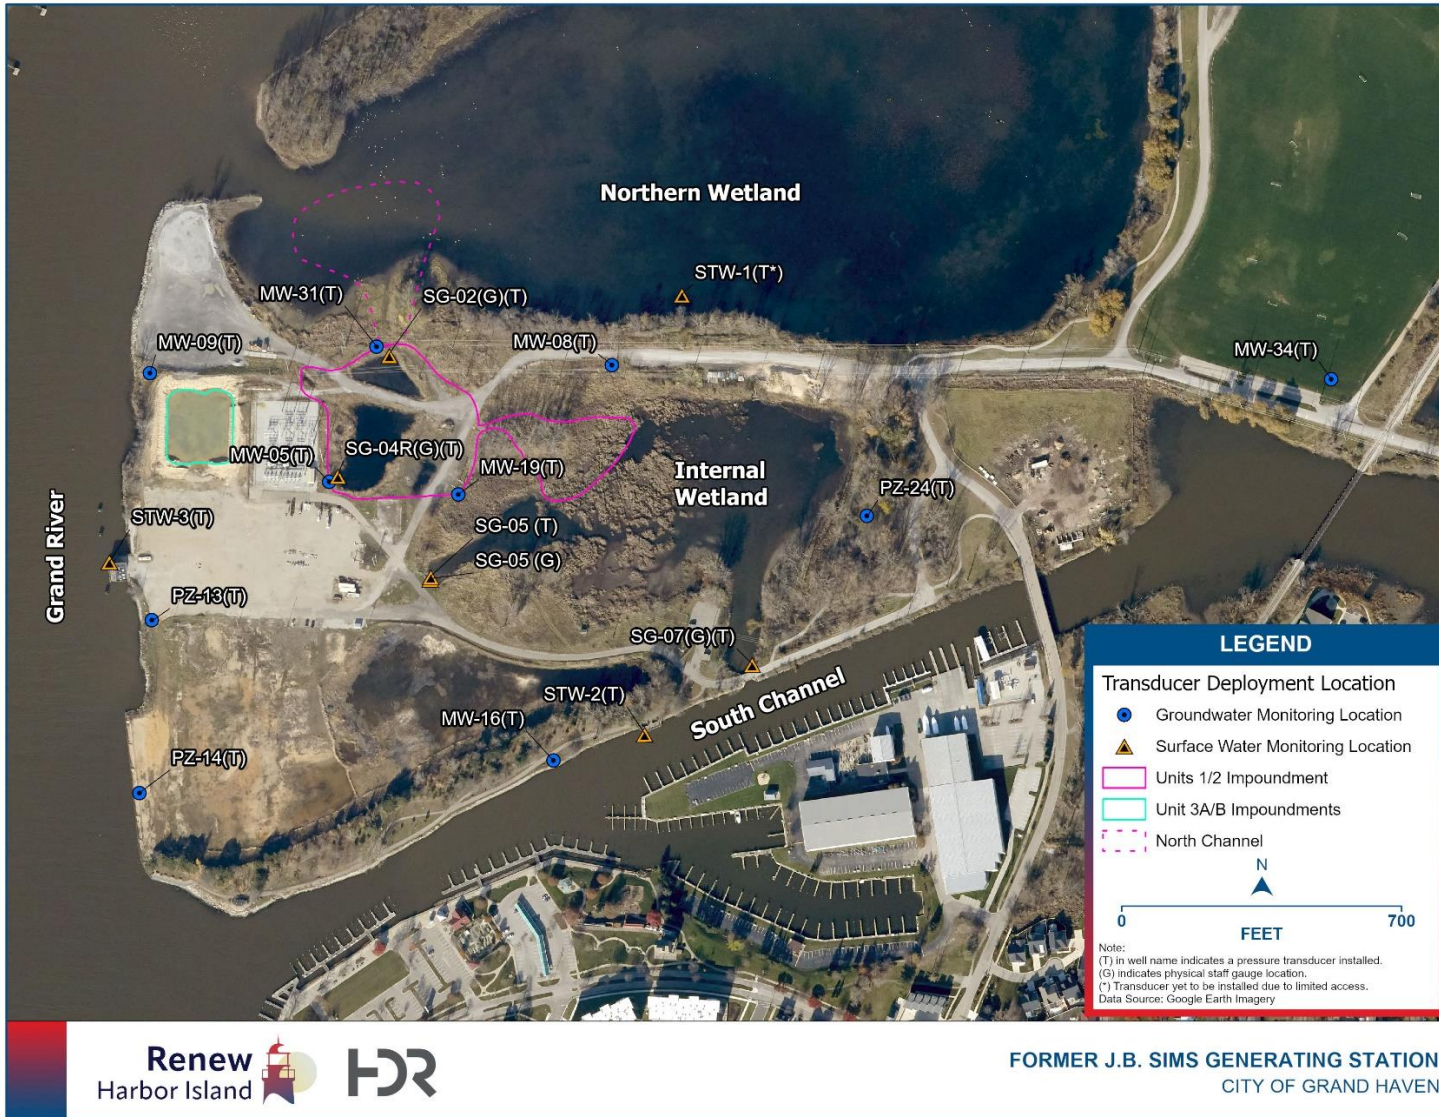 Northern Wetland
STW-1(T*)
MW-31(T)
SG-02(G)(T)
MW-09(T)
MW-08(T)
MW-34(T)
MW-05(T)
SG-04R(G)(T)
MW-19(T)
Internal
Wetland
PZ-24(T)
Grand River
STW-3(T)
SG-05 (T)
SG-05 (G)
PZ-13(T)
SG-07(G)(T)
STW-2(T)
South Channel
MW-16(T)
PZ-14(T)
LEGEND
Transducer Deployment Location
Groundwater Monitoring Location
Surface Water Monitoring Location
Units 1/2 Impoundment
Unit 3A/B Impoundments
North Channel
N
0 700
FEET
Note:
(T) in well name indicates a pressure transducer installed.
(G) indicates physical staff gauge location.
(*) Transducer yet to be installed due to limited access.
Data Source: Google Earth Imagery
Renew
Harbor Island
HDR
FORMER J.B. SIMS GENERATING STATION
CITY OF GRAND HAVEN